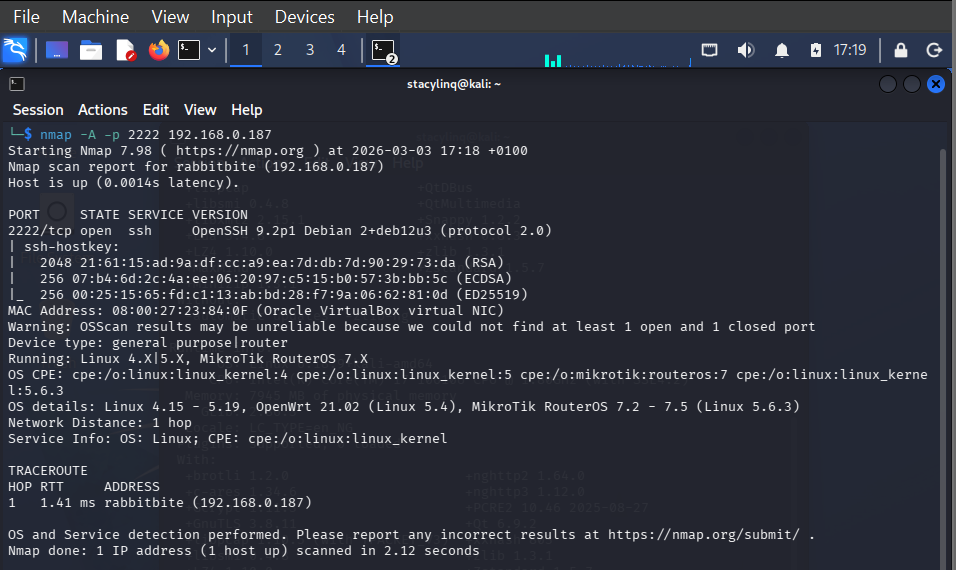 File Machine View Input Devices Help
1 2 3 4 2 17:19
stacylinq@kali: ~
Session Actions Edit View Help
└─$ nmap -A -p 2222 192.168.0.187
Starting Nmap 7.98 ( https://nmap.org ) at 2026-03-03 17:18 +0100
Nmap scan report for rabbitbite (192.168.0.187)
Host is up (0.0014s latency).
PORT     STATE SERVICE VERSION
2222/tcp open  ssh     OpenSSH 9.2p1 Debian 2+deb12u3 (protocol 2.0)
| ssh-hostkey:
|   2048 21:61:15:ad:9a:df:cc:a9:ea:7d:db:7d:90:29:73:da (RSA)
|   256 07:b4:6d:2c:4a:ee:06:20:97:c5:15:b0:57:3b:bb:5c (ECDSA)
|_  256 00:25:15:65:fd:c1:13:ab:bd:28:f7:9a:06:62:81:0d (ED25519)
MAC Address: 08:00:27:23:84:0F (Oracle VirtualBox virtual NIC)
Warning: OSScan results may be unreliable because we could not find at least 1 open and 1 closed port
Device type: general purpose|router
Running: Linux 4.X|5.X, MikroTik RouterOS 7.X
OS CPE: cpe:/o:linux:linux_kernel:4 cpe:/o:linux:linux_kernel:5 cpe:/o:mikrotik:routeros:7 cpe:/o:linux:linux_kerne
l:5.6.3
OS details: Linux 4.15 - 5.19, OpenWrt 21.02 (Linux 5.4), MikroTik RouterOS 7.2 - 7.5 (Linux 5.6.3)
Network Distance: 1 hop
Service Info: OS: Linux; CPE: cpe:/o:linux:linux_kernel
TRACEROUTE
HOP RTT     ADDRESS
1   1.41 ms rabbitbite (192.168.0.187)
OS and Service detection performed. Please report any incorrect results at https://nmap.org/submit/ .
Nmap done: 1 IP address (1 host up) scanned in 2.12 seconds